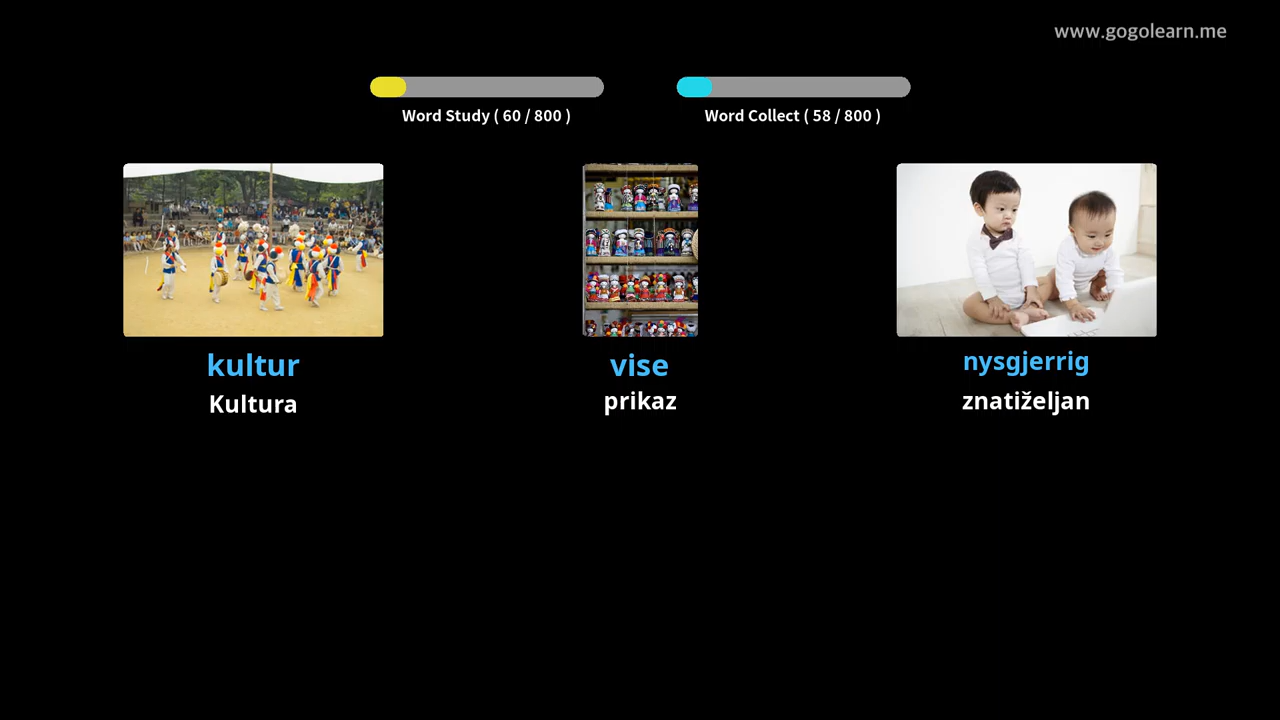 www.gogolearn.me
Word Study ( 60 / 800 )
Word Collect ( 58 / 800 )
kultur
Kultura
vise
prikaz
nysgjerrig
znatiželjan